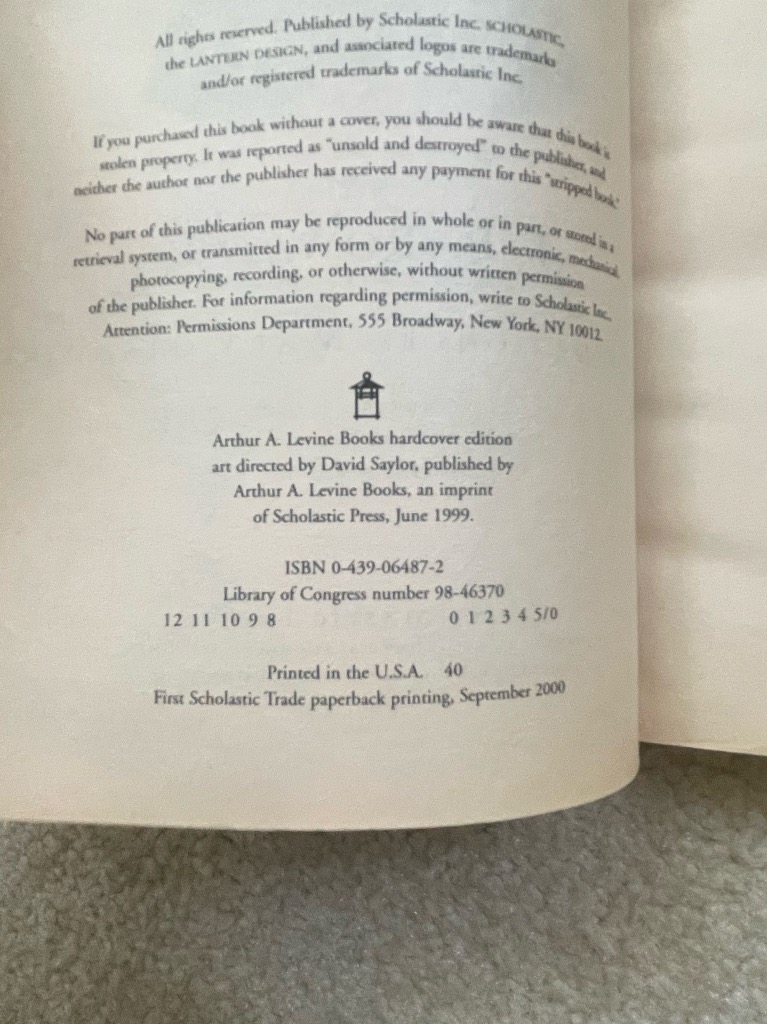 All rights reserved. Published by Scholastic Inc. SCHOLASTIC,
the LANTERN DESIGN, and associated logos are trademarks
and/or registered trademarks of Scholastic Inc.
If you purchased this book without a cover, you should be aware that this book is
stolen property. It was reported as "unsold and destroyed" to the publisher, and
neither the author nor the publisher has received any payment for this "stripped book."
No part of this publication may be reproduced in whole or in part, or stored in a
retrieval system, or transmitted in any form or by any means, electronic, mechanical,
photocopying, recording, or otherwise, without written permission
of the publisher. For information regarding permission, write to Scholastic Inc,
Attention: Permissions Department, 555 Broadway, New York, NY 10012.
Arthur A. Levine Books hardcover edition
art directed by David Saylor, published by
Arthur A. Levine Books, an imprint
of Scholastic Press, June 1999.
ISBN 0-439-06487-2
Library of Congress number 98-46370
12 11 10 9 8 0 1 2 3 4 5/0
Printed in the U.S.A. 40
First Scholastic Trade paperback printing, September 2000